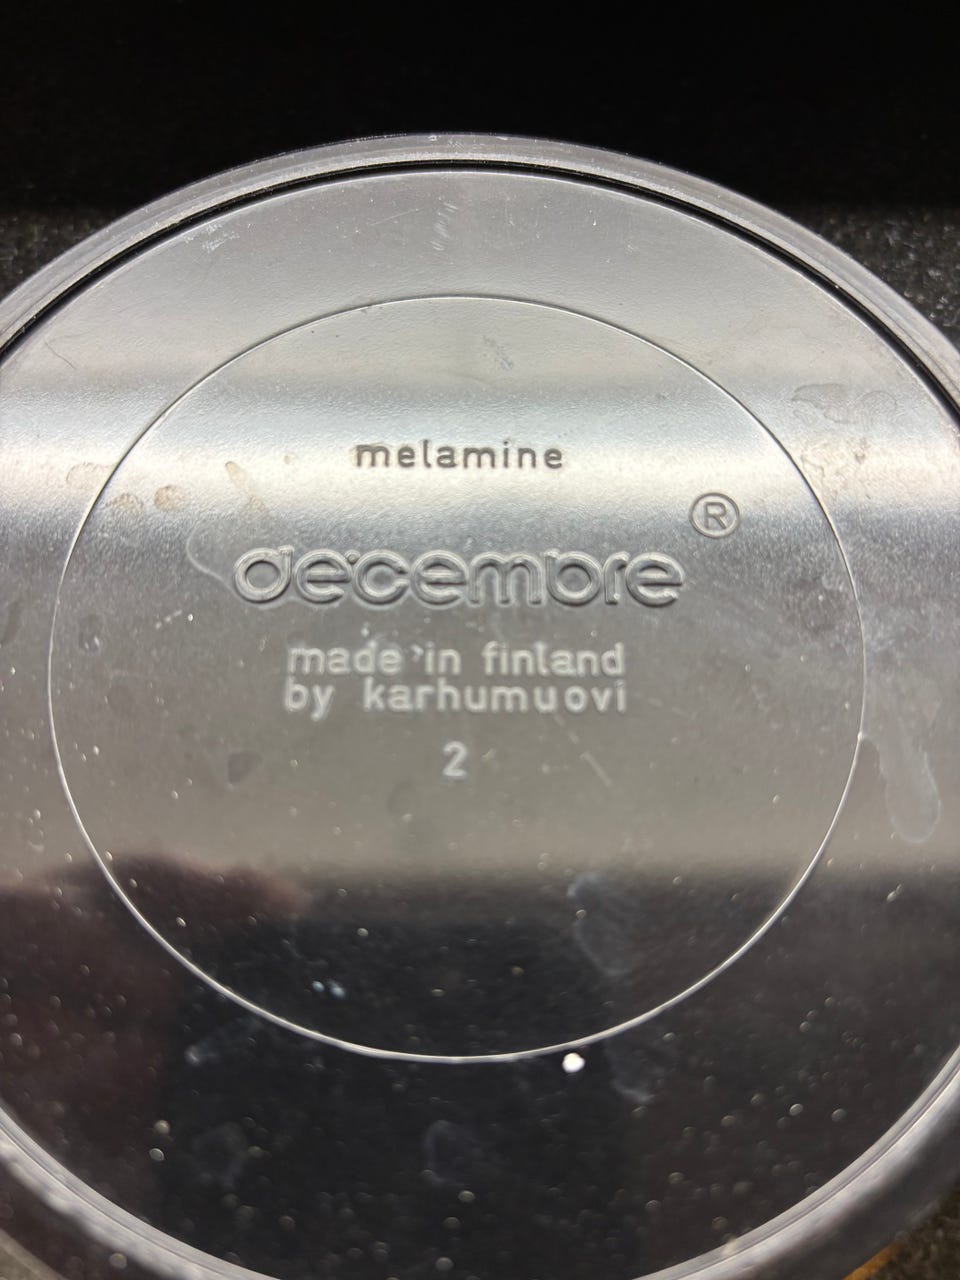 melamine
®
decembre
made in finland
by karhumuovi
2